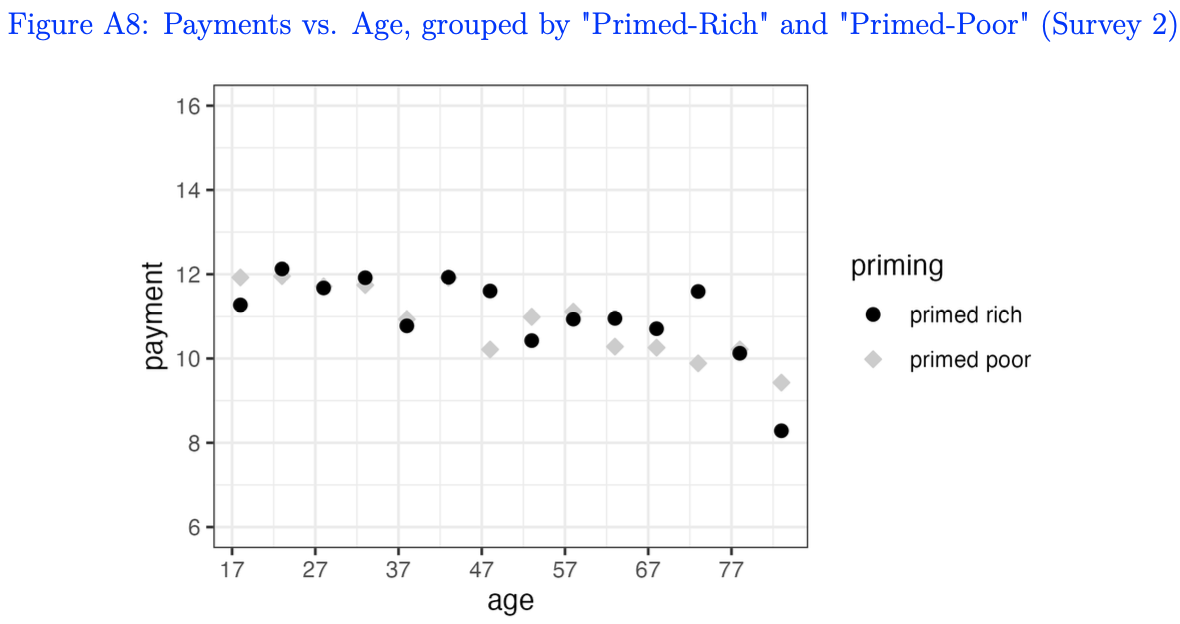 Figure A8: Payments vs. Age, grouped by "Primed-Rich" and "Primed-Poor" (Survey 2)
16
14
12
10
8
6
payment
17 27 37 47 57 67 77
age
priming
primed rich
primed poor